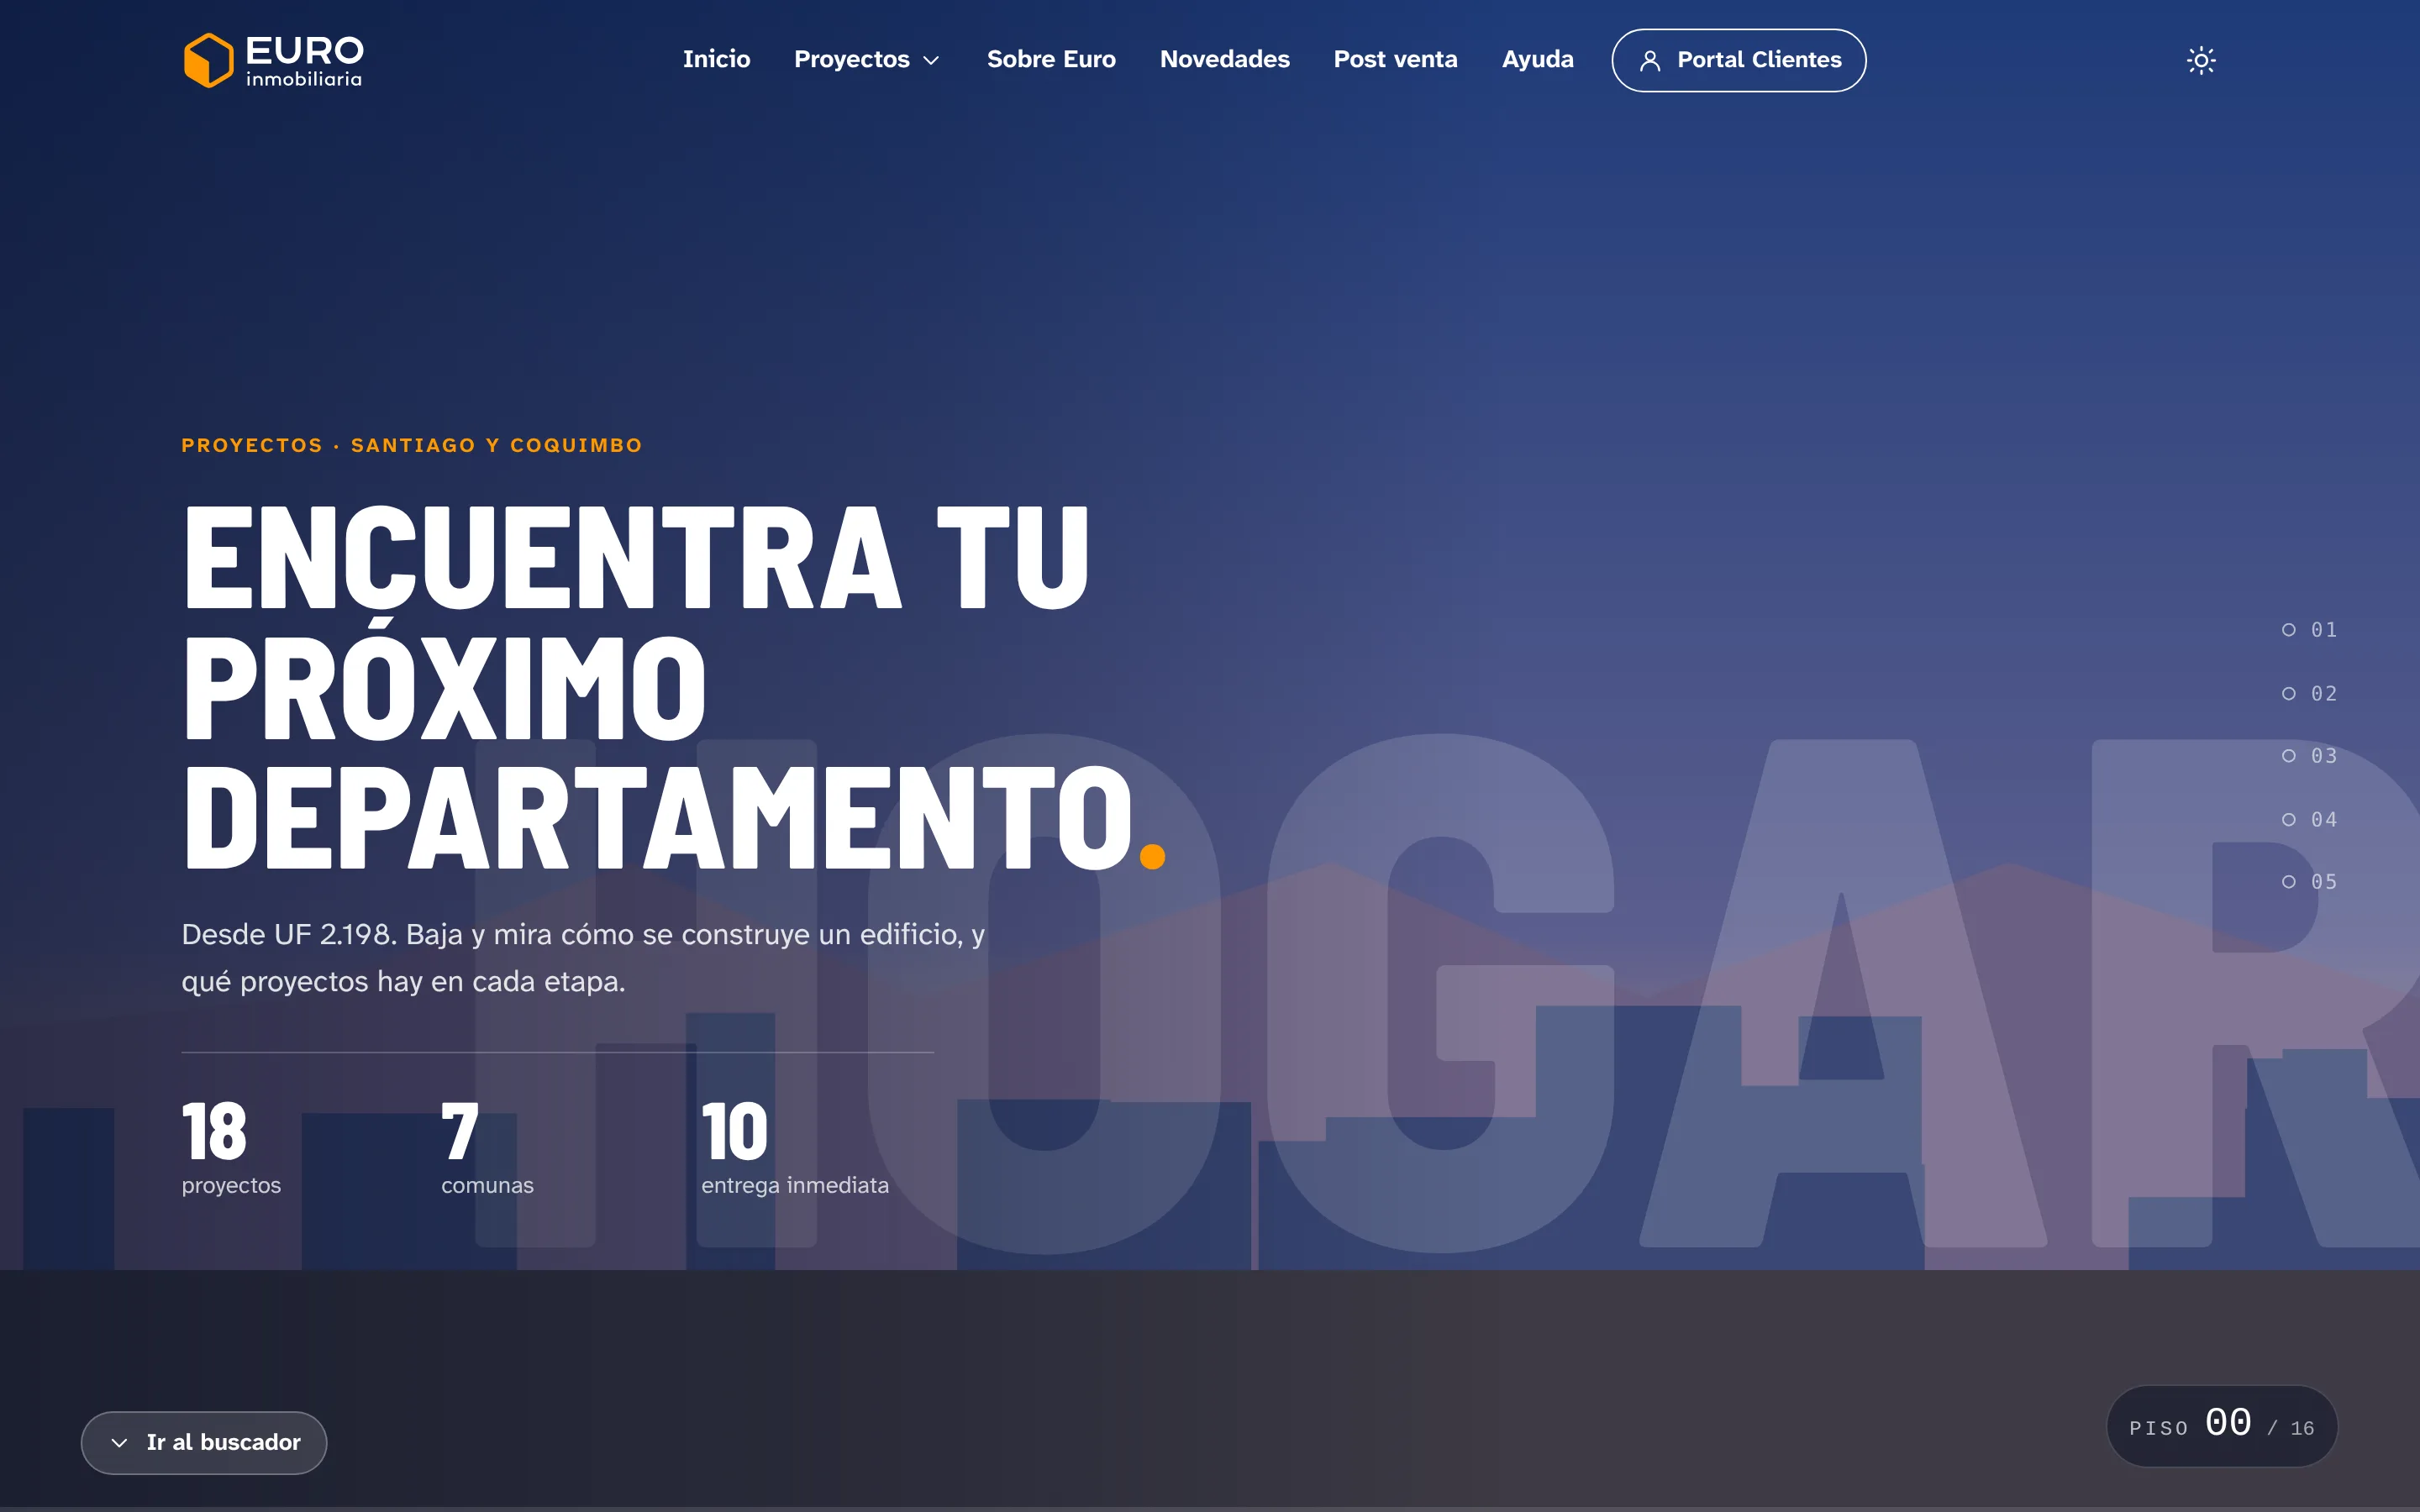 EURO
inmobiliaria
Inicio
Proyectos
Sobre Euro
Novedades
Post venta
Ayuda
Portal Clientes
PROYECTOS · SANTIAGO Y COQUIMBO
ENCUENTRA TU
PRÓXIMO
DEPARTAMENTO.
Desde UF 2.198. Baja y mira cómo se construye un edificio, y
qué proyectos hay en cada etapa.
18
proyectos
7
comunas
10
entrega inmediata
HOGAR
01
02
03
04
05
Ir al buscador
PISO 00 / 16